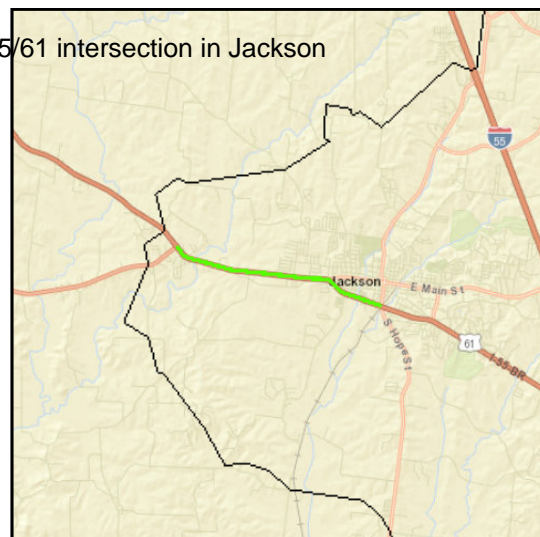 5/61 intersection in Jackson
55
Jackson
E Main St
61
S Hope St
I-55 BR